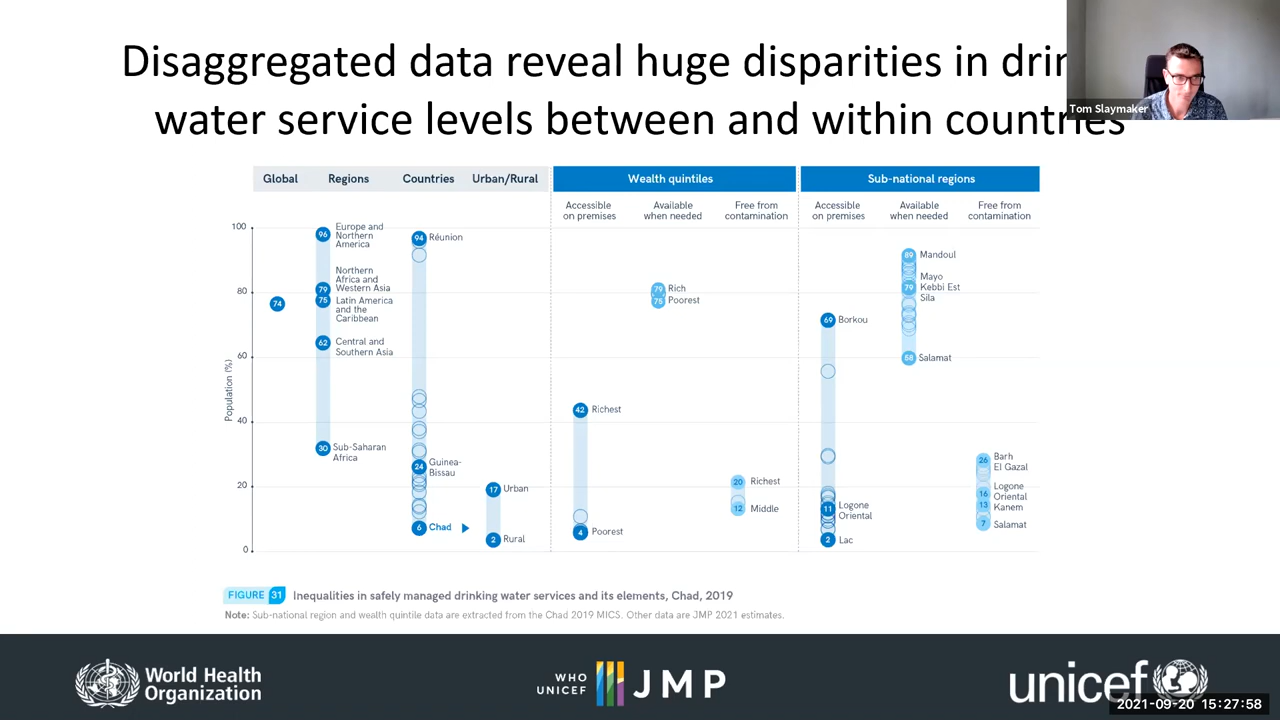 Disaggregated data reveal huge disparities in
water service levels between and within countries
Tom Slaymaker
Global
Regions
Countries
Urban/Rural
Wealth quintiles
Sub-national regions
Accessible
on premises
Available
when needed
Free from
contamination
Accessible
on premises
Available
when needed
Free from
contamination
Population (%)
100
80
60
40
20
0
74
96
Europe and
Northern
America
79
Northern
Africa and
Western Asia
75
Latin America
and the
Caribbean
62
Central and
Southern Asia
30
Sub-Saharan
Africa
94 Réunion
24
Guinea-
Bissau
6 Chad
17 Urban
2 Rural
42 Richest
4 Poorest
79 Rich
75 Poorest
20 Richest
12 Middle
69 Borkou
11
Logone
Oriental
2 Lac
89 Mandoul
Mayo
79 Kebbi Est
Sila
58 Salamat
26
Barh
El Gazal
16
Logone
Oriental
13 Kanem
7 Salamat
FIGURE 31 Inequalities in safely managed drinking water services and its elements, Chad, 2019
Note: Sub-national region and wealth quintile data are extracted from the Chad 2019 MICS. Other data are JMP 2021 estimates.
World Health
Organization
WHO
UNICEF
JMP
unicef
2021-09-20 15:27:58